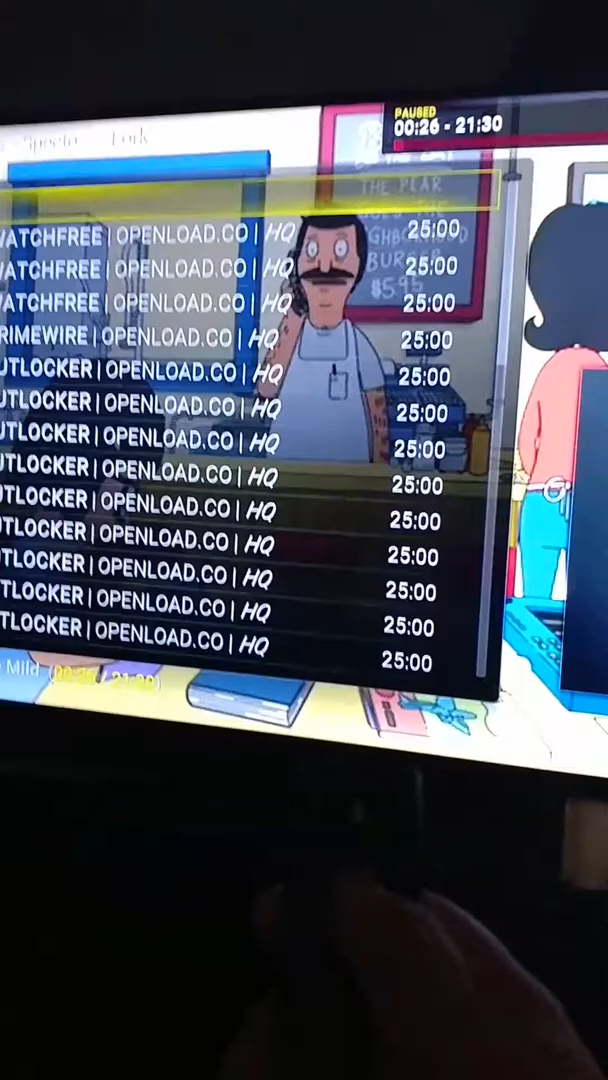 PAUSED
00:26 - 21:30
THE PEAR
$5.95
WATCHFREE | OPENLOAD.CO | HQ 25:00
WATCHFREE | OPENLOAD.CO | HQ 25:00
WATCHFREE | OPENLOAD.CO | HQ 25:00
RIMEWIRE | OPENLOAD.CO | HQ 25:00
UTLOCKER | OPENLOAD.CO | HQ 25:00
UTLOCKER | OPENLOAD.CO | HQ 25:00
UTLOCKER | OPENLOAD.CO | HQ 25:00
UTLOCKER | OPENLOAD.CO | HQ 25:00
UTLOCKER | OPENLOAD.CO | HQ 25:00
UTLOCKER | OPENLOAD.CO | HQ 25:00
TLOCKER | OPENLOAD.CO | HQ 25:00
TLOCKER | OPENLOAD.CO | HQ 25:00
TLOCKER | OPENLOAD.CO | HQ 25:00
Mild